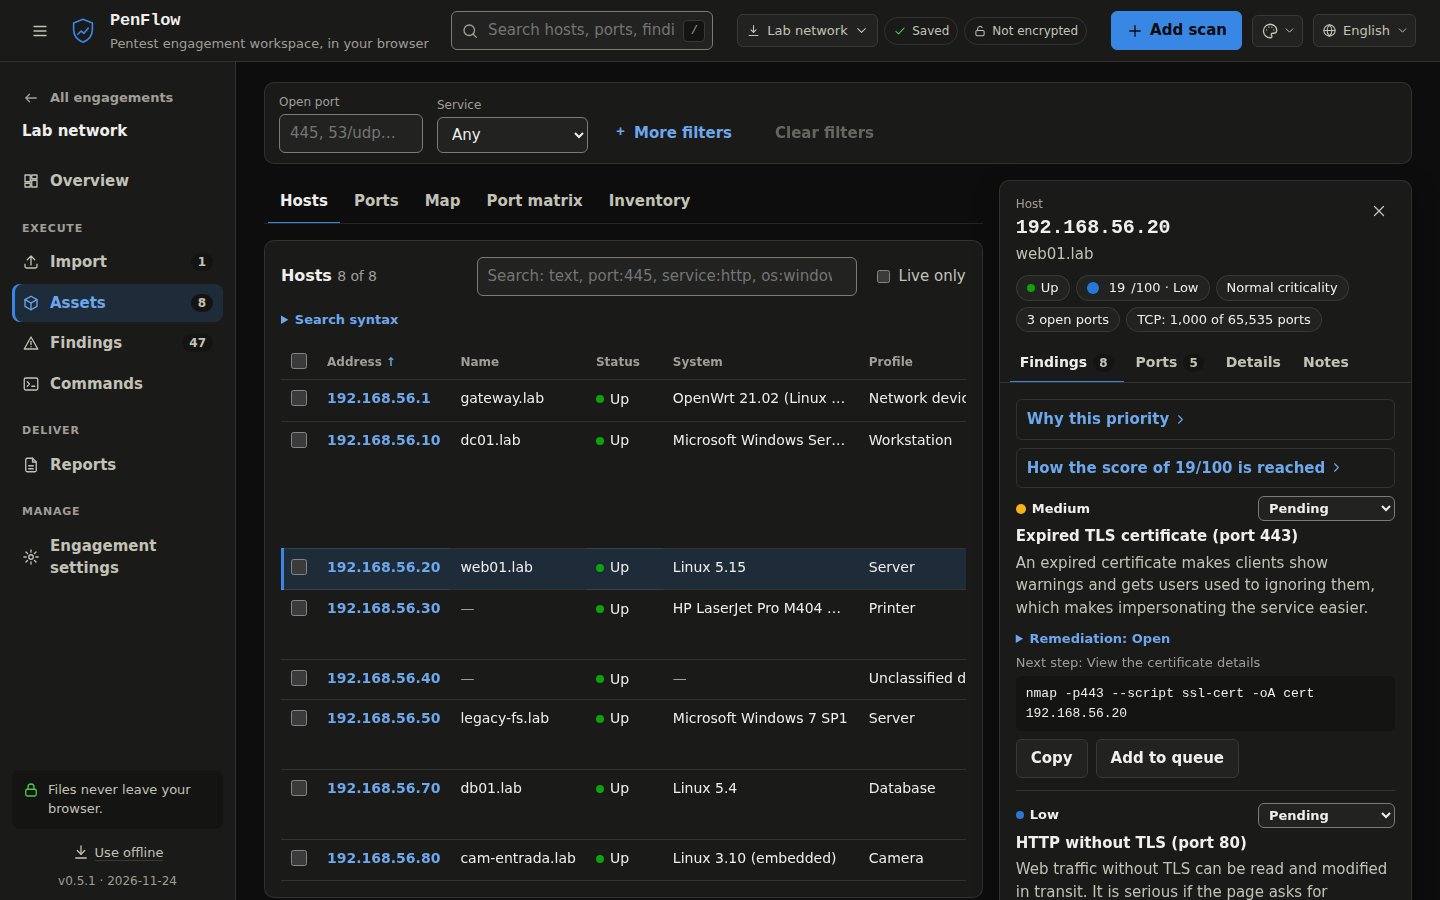 PenFlow
Pentest engagement workspace, in your browser
Search hosts, ports, findi
/
Lab network
Saved
Not encrypted
Add scan
English
All engagements
Lab network
Overview
EXECUTE
Import 1
Assets 8
Findings 47
Commands
DELIVER
Reports
MANAGE
Engagement
settings
Files never leave your
browser.
Use offline
v0.5.1 · 2026-11-24
Open port
445, 53/udp...
Service
Any
+ More filters
Clear filters
Hosts Ports Map Port matrix Inventory
Hosts 8 of 8
Search: text, port:445, service:http, os:window
Live only
Search syntax
Address ↑ Name Status System Profile
192.168.56.1 gateway.lab Up OpenWrt 21.02 (Linux ... Network devic
192.168.56.10 dc01.lab Up Microsoft Windows Ser... Workstation
192.168.56.20 web01.lab Up Linux 5.15 Server
192.168.56.30 — Up HP LaserJet Pro M404 ... Printer
192.168.56.40 — Up — Unclassified d
192.168.56.50 legacy-fs.lab Up Microsoft Windows 7 SP1 Server
192.168.56.70 db01.lab Up Linux 5.4 Database
192.168.56.80 cam-entrada.lab Up Linux 3.10 (embedded) Camera
Host
192.168.56.20
web01.lab
Up
19 /100 · Low
Normal criticality
3 open ports
TCP: 1,000 of 65,535 ports
Findings 8 Ports 5 Details Notes
Why this priority
How the score of 19/100 is reached
Medium
Pending
Expired TLS certificate (port 443)
An expired certificate makes clients show
warnings and gets users used to ignoring them,
which makes impersonating the service easier.
Remediation: Open
Next step: View the certificate details
nmap -p443 --script ssl-cert -oA cert
192.168.56.20
Copy
Add to queue
Low
Pending
HTTP without TLS (port 80)
Web traffic without TLS can be read and modified
in transit. It is serious if the page asks for